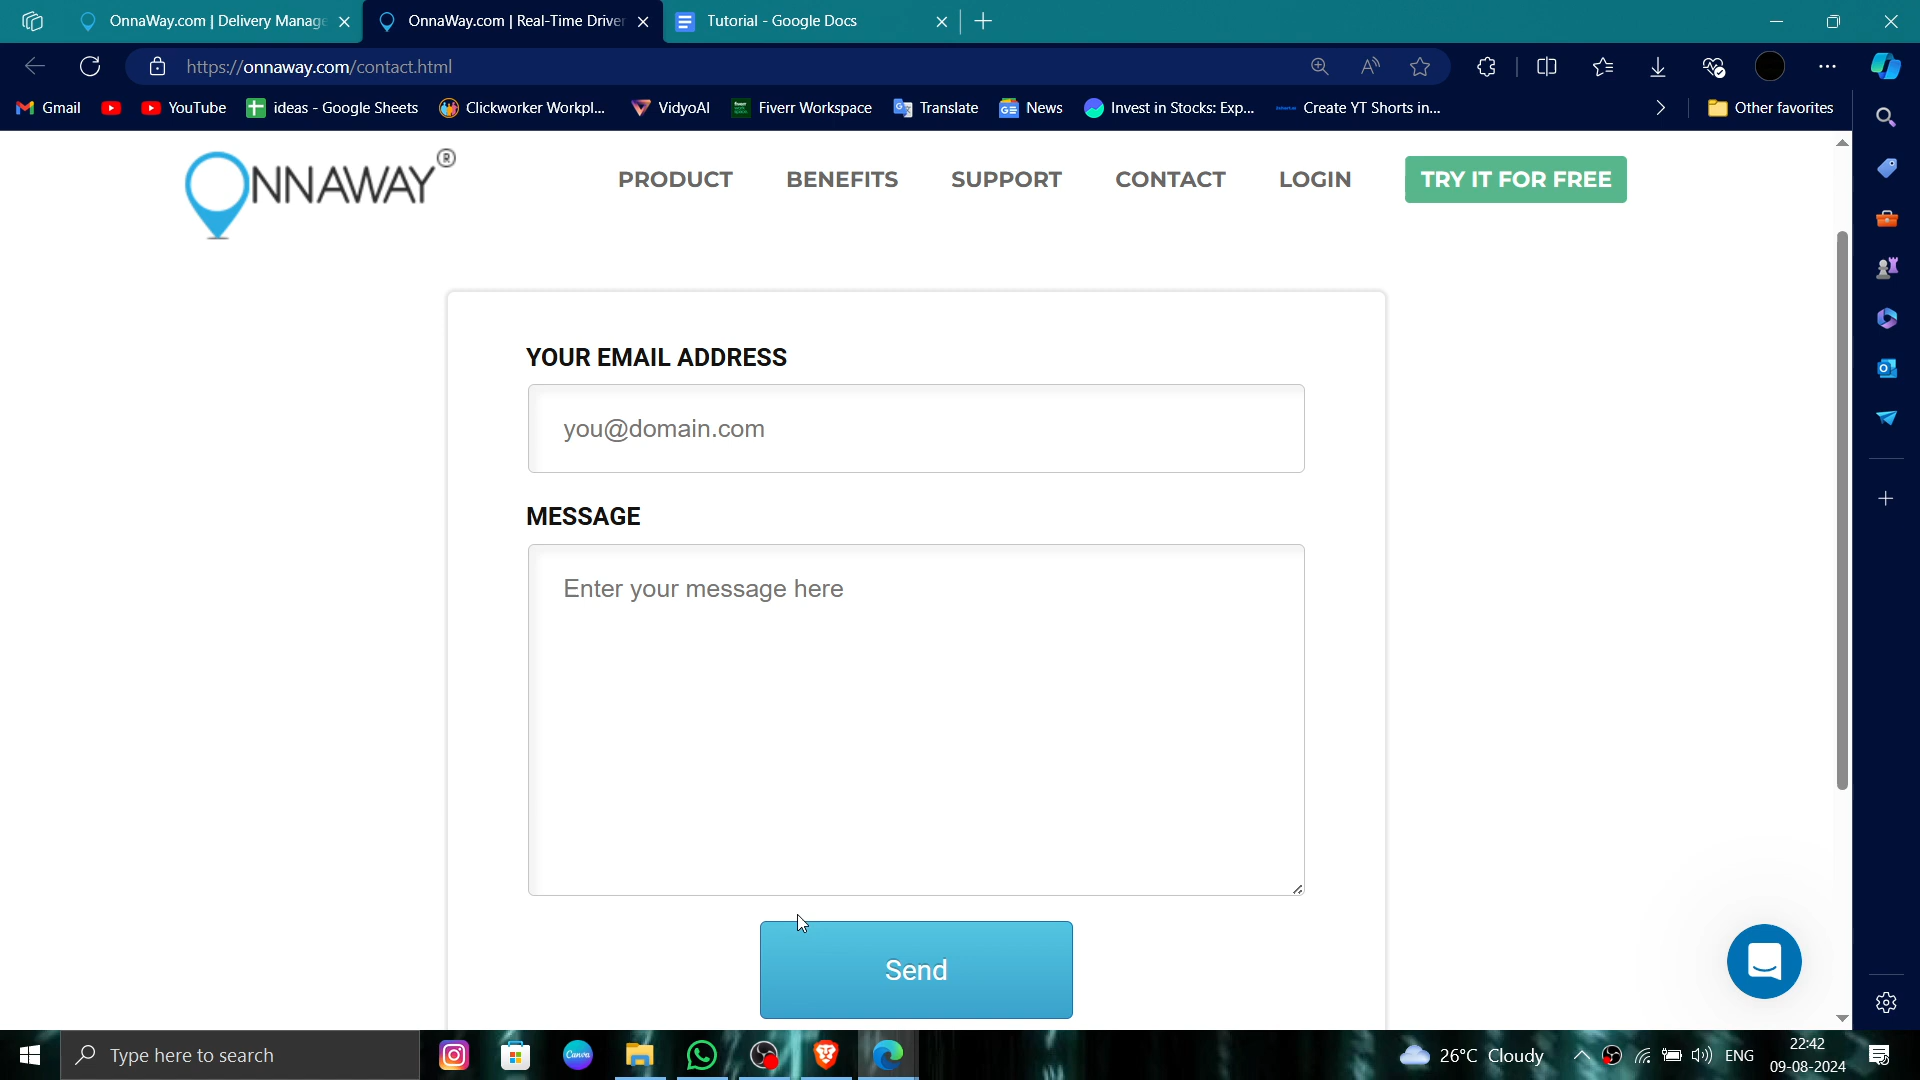 OnnaWay.com | Delivery Manage
OnnaWay.com | Real-Time Driver
Tutorial - Google Docs
https://onnaway.com/contact.html
Gmail
YouTube
ideas - Google Sheets
Clickworker Workpl...
VidyoAI
Fiverr Workspace
Translate
News
Invest in Stocks: Exp...
Create YT Shorts in...
Other favorites
NNAWAY®
PRODUCT
BENEFITS
SUPPORT
CONTACT
LOGIN
TRY IT FOR FREE
YOUR EMAIL ADDRESS
you@domain.com
MESSAGE
Enter your message here
Send
Type here to search
Canva
26°C Cloudy
ENG
22:42
09-08-2024